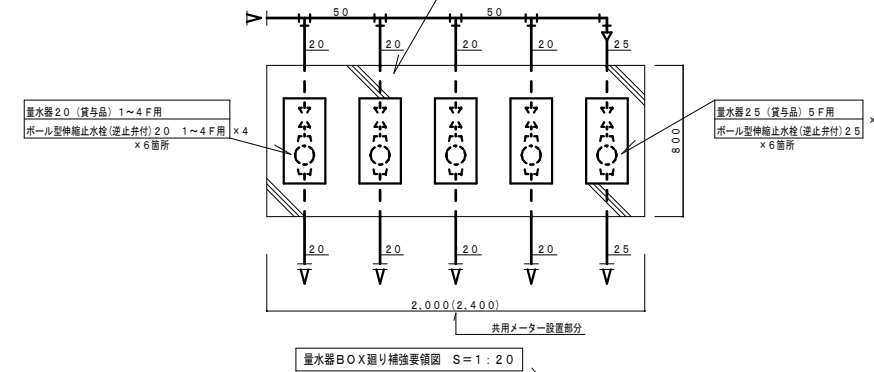 50 50
20 20 20 20 25
量水器20（貸与品）1～4F用
ボール型伸縮止水栓(逆止弁付)20 1～4F用 ×4
×6箇所
量水器25（貸与品）5F用
ボール型伸縮止水栓(逆止弁付)25 ×
×6箇所
800
20 20 20 20 25
2,000(2,400)
共用メーター設置部分
量水器BOX廻り補強要領図 S=1:20